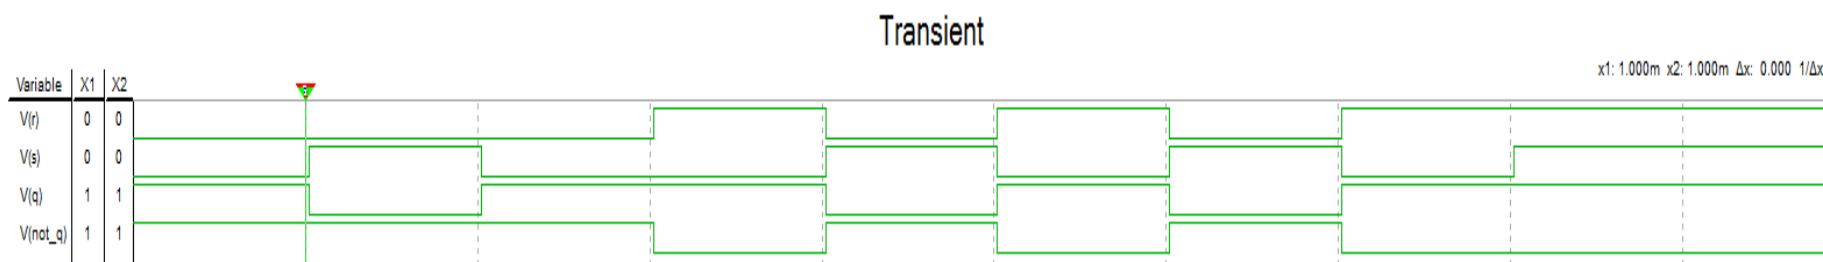 Transient
x1: 1.000m x2: 1.000m Δx: 0.000 1/Δx
Variable X1 X2
V(r) 0 0
V(s) 0 0
V(q) 1 1
V(not_q) 1 1